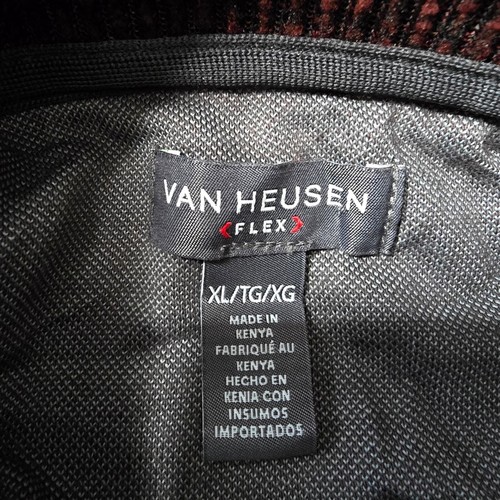 VAN HEUSEN
FLEX
XL/TG/XG
MADE IN
KENYA
FABRIQUÉ AU
KENYA
HECHO EN
KENIA CON
INSUMOS
IMPORTADOS